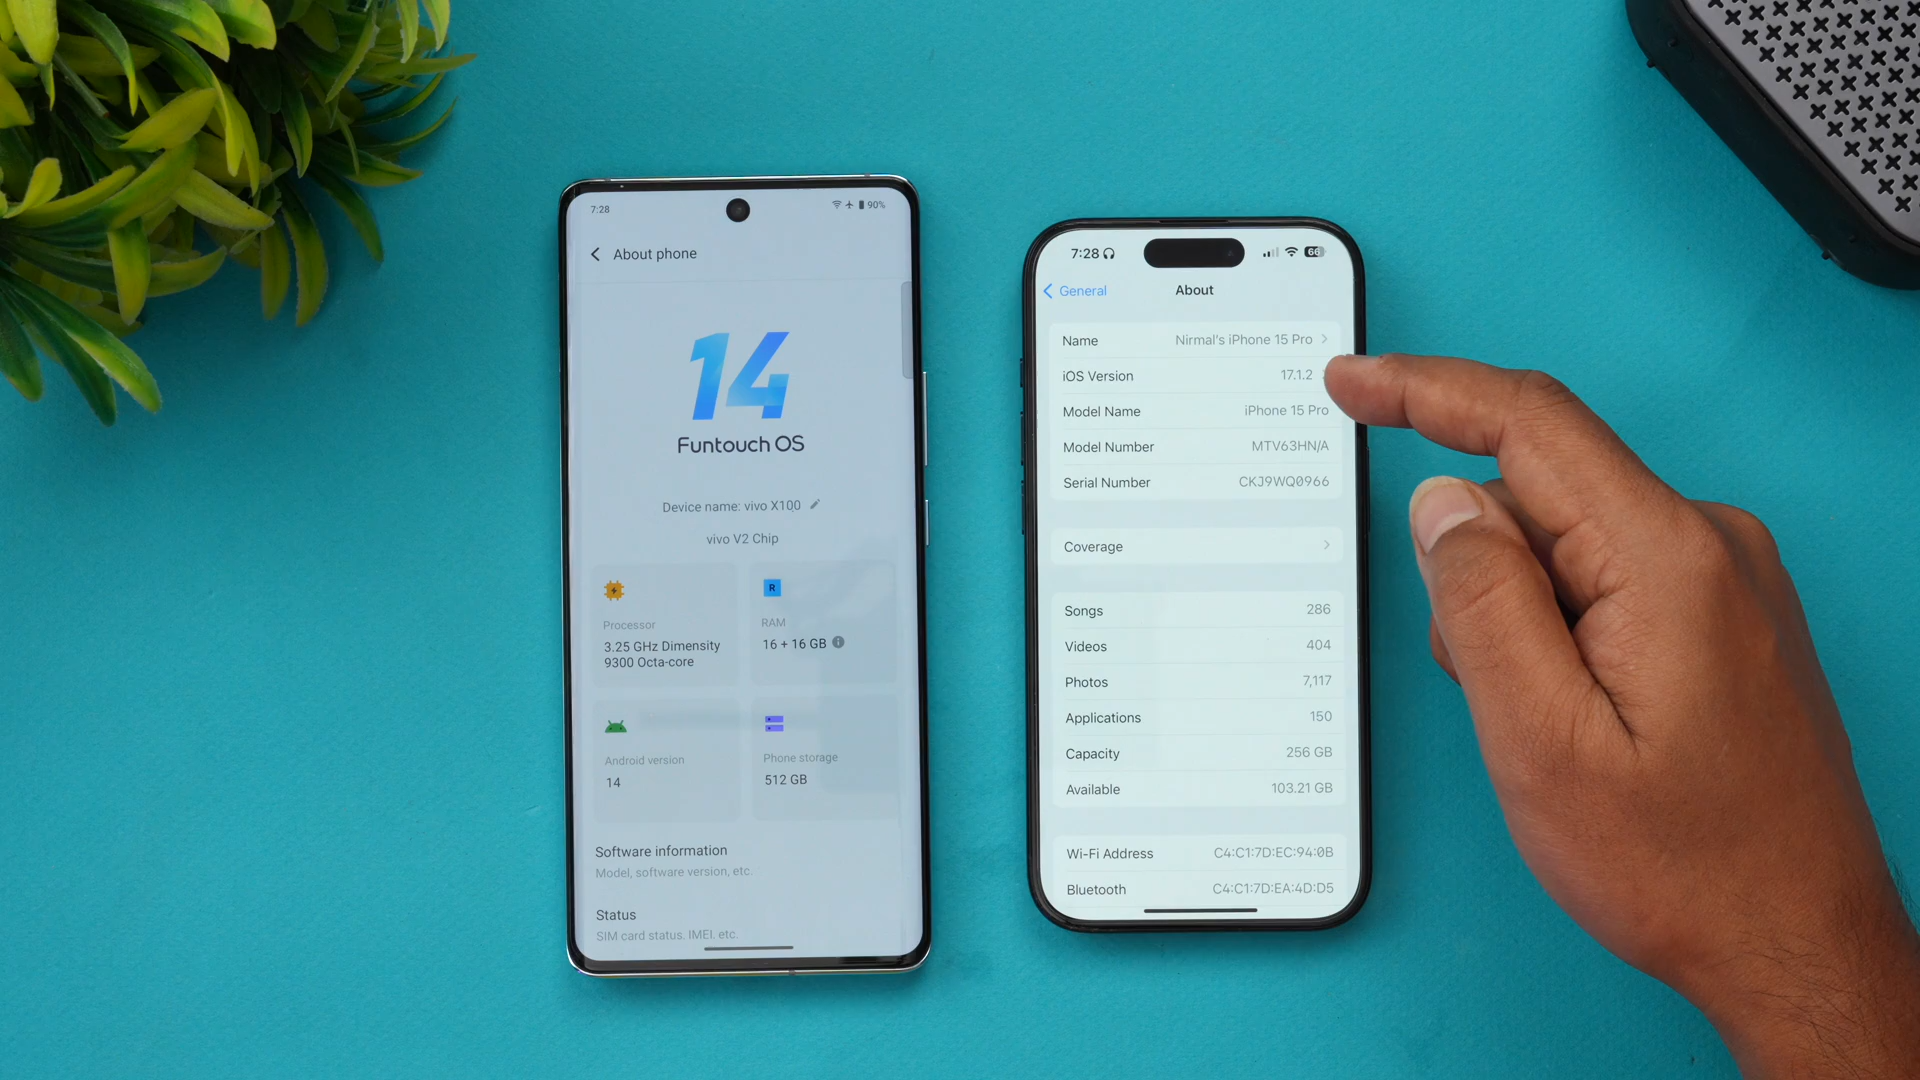 7:28
90%
About phone
14
Funtouch OS
Device name: vivo X100
vivo V2 Chip
Processor
3.25 GHz Dimensity
9300 Octa-core
R
RAM
16 + 16 GB
Android version
14
Phone storage
512 GB
Software information
Model, software version, etc.
Status
SIM card status, IMEI, etc.
7:28
66
General
About
Name Nirmal's iPhone 15 Pro
iOS Version 17.1.2
Model Name iPhone 15 Pro
Model Number MTV63HN/A
Serial Number CKJ9WQ0966
Coverage
Songs 286
Videos 404
Photos 7,117
Applications 150
Capacity 256 GB
Available 103.21 GB
Wi-Fi Address C4:C1:7D:EC:94:0B
Bluetooth C4:C1:7D:EA:4D:D5